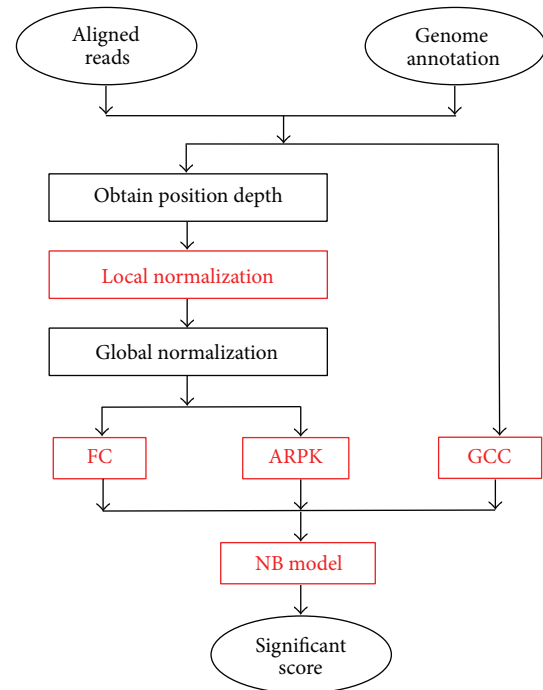 Aligned
reads
Genome
annotation
Obtain position depth
Local normalization
Global normalization
FC
ARPK
GCC
NB model
Significant
score